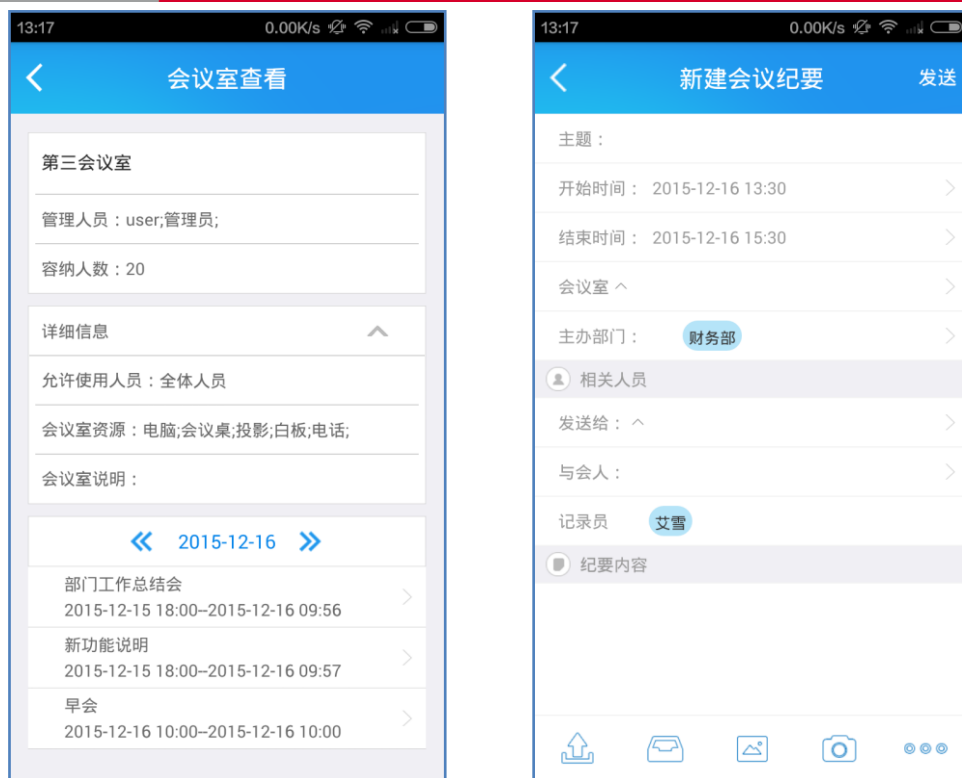 13:17 0.00K/s
会议室查看
第三会议室
管理人员：user;管理员;
容纳人数：20
详细信息
允许使用人员：全体人员
会议室资源：电脑;会议桌;投影;白板;电话;
会议室说明：
2015-12-16
部门工作总结会
2015-12-15 18:00--2015-12-16 09:56
新功能说明
2015-12-15 18:00--2015-12-16 09:57
早会
2015-12-16 10:00--2015-12-16 10:00
13:17 0.00K/s
新建会议纪要 发送
主题：
开始时间： 2015-12-16 13:30
结束时间： 2015-12-16 15:30
会议室
主办部门： 财务部
相关人员
发送给：
与会人：
记录员 艾雪
纪要内容